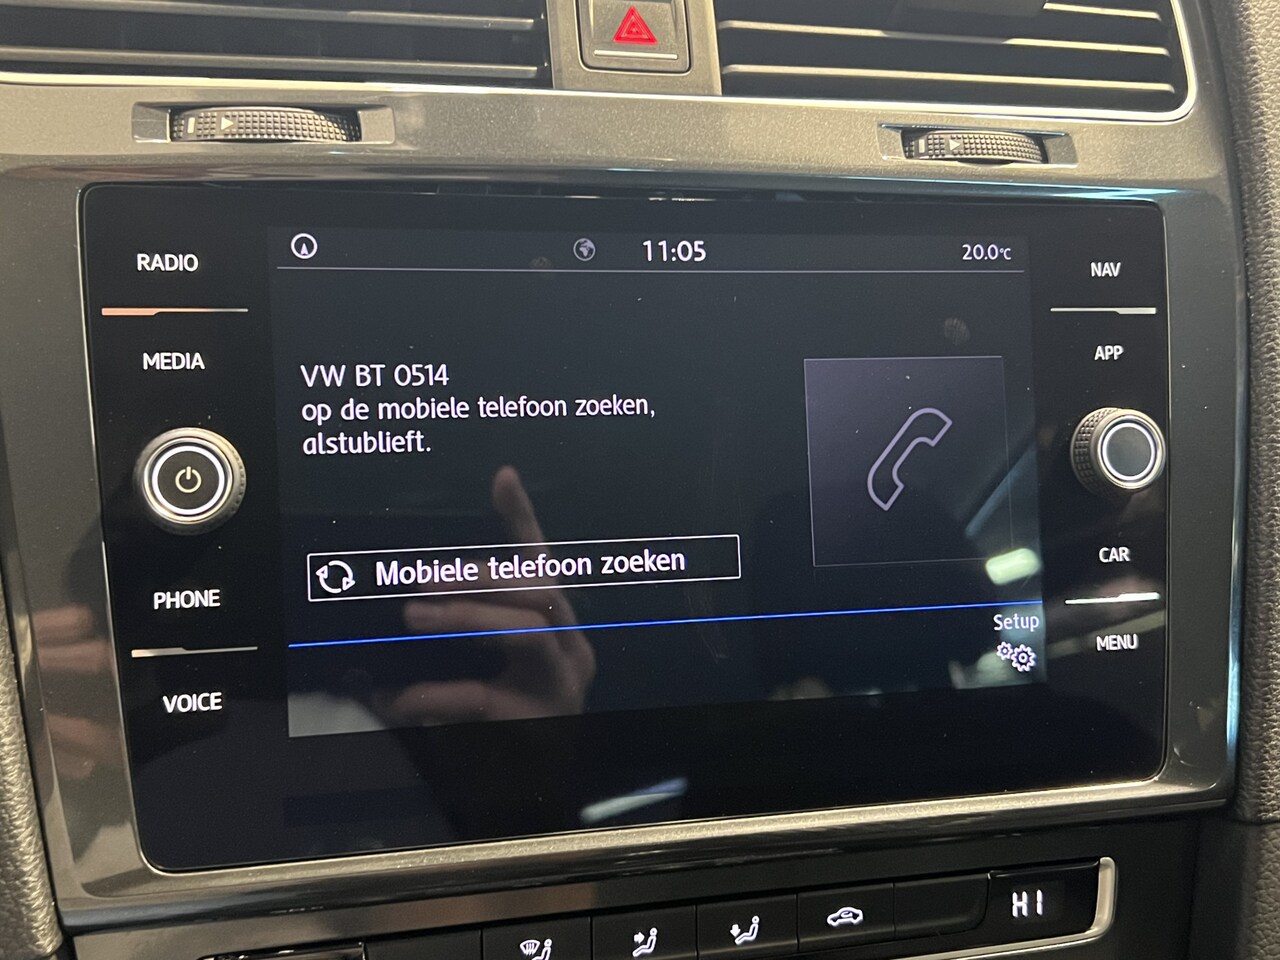 RADIO
MEDIA
PHONE
VOICE
11:05
20.0°C
VW BT 0514
op de mobiele telefoon zoeken,
alstublieft.
Mobiele telefoon zoeken
Setup
NAV
APP
CAR
MENU
HI